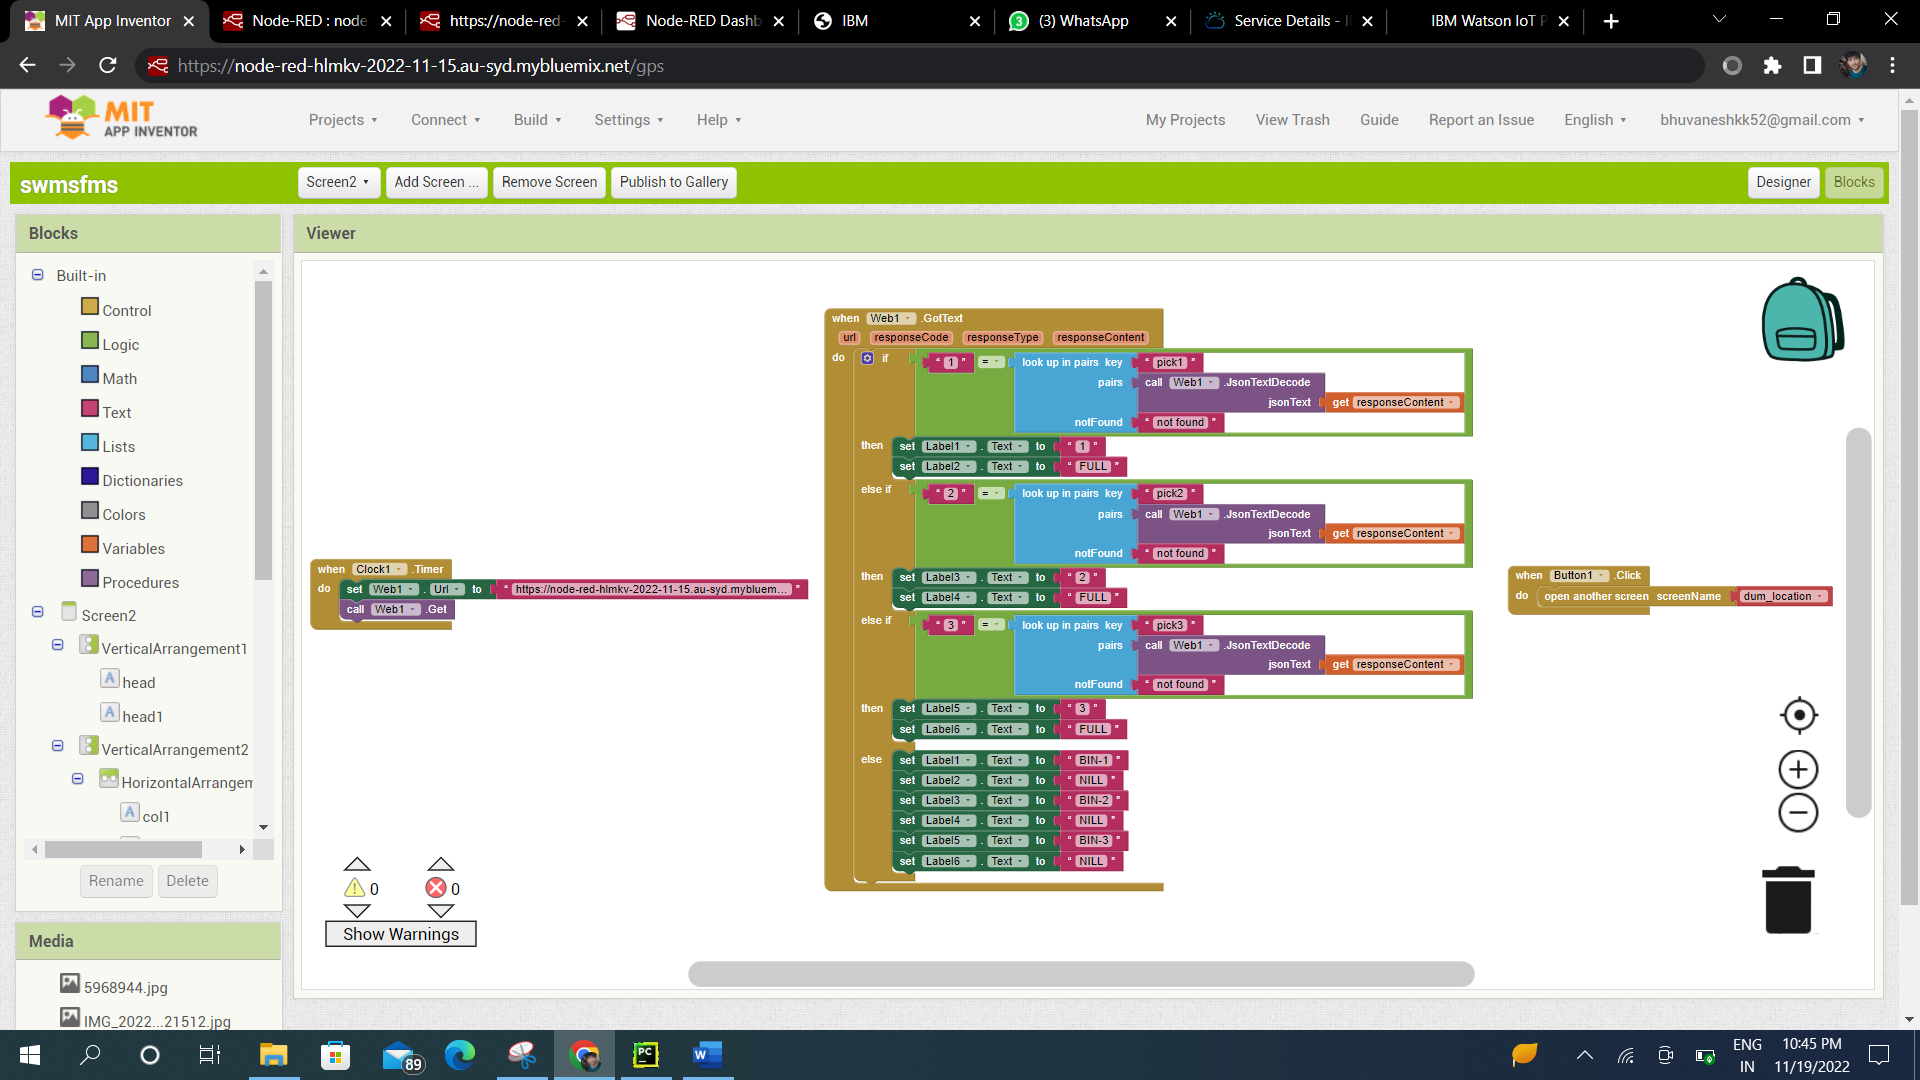 MIT App Inventor
Node-RED : node
https://node-red-
Node-RED Dashb
IBM
(3) WhatsApp
Service Details - I
IBM Watson IoT P
https://node-red-hlmkv-2022-11-15.au-syd.mybluemix.net/gps
MIT
APP INVENTOR
Projects
Connect
Build
Settings
Help
My Projects
View Trash
Guide
Report an Issue
English
bhuvaneshkk52@gmail.com
swmsfms
Screen2
Add Screen ...
Remove Screen
Publish to Gallery
Designer
Blocks
Blocks
Built-in
Control
Logic
Math
Text
Lists
Dictionaries
Colors
Variables
Procedures
Screen2
VerticalArrangement1
head
head1
VerticalArrangement2
HorizontalArrangem
col1
Rename
Delete
Media
5968944.jpg
IMG_2022...21512.jpg
Viewer
when Clock1 .Timer
do set Web1 . Url to " https://node-red-hlmkv-2022-11-15.au-syd.mybluem... "
call Web1 .Get
when Web1 .GotText
url responseCode responseType responseContent
do if " 1 " = look up in pairs key " pick1 "
pairs call Web1 .JsonTextDecode
jsonText get responseContent
notFound " not found "
then set Label1 . Text to " 1 "
set Label2 . Text to " FULL "
else if " 2 " = look up in pairs key " pick2 "
pairs call Web1 .JsonTextDecode
jsonText get responseContent
notFound " not found "
then set Label3 . Text to " 2 "
set Label4 . Text to " FULL "
else if " 3 " = look up in pairs key " pick3 "
pairs call Web1 .JsonTextDecode
jsonText get responseContent
notFound " not found "
then set Label5 . Text to " 3 "
set Label6 . Text to " FULL "
else set Label1 . Text to " BIN-1 "
set Label2 . Text to " NILL "
set Label3 . Text to " BIN-2 "
set Label4 . Text to " NILL "
set Label5 . Text to " BIN-3 "
set Label6 . Text to " NILL "
when Button1 .Click
do open another screen screenName dum_location
0
0
Show Warnings
89
PC
W
ENG
IN
10:45 PM
11/19/2022